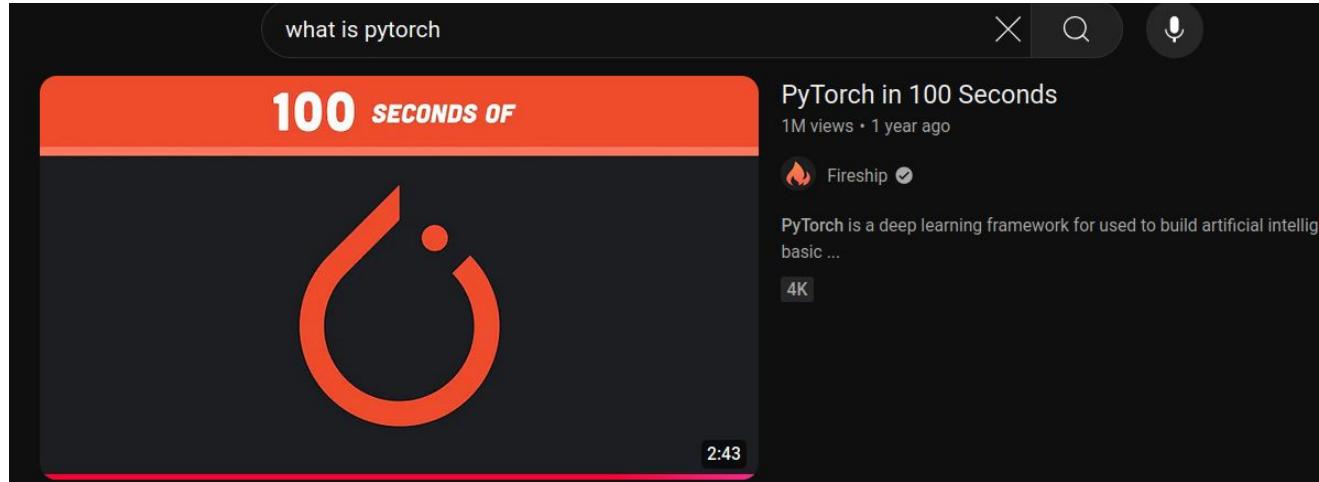 what is pytorch
100 SECONDS OF
2:43
PyTorch in 100 Seconds
1M views • 1 year ago
Fireship
PyTorch is a deep learning framework for used to build artificial
basic ...
4K